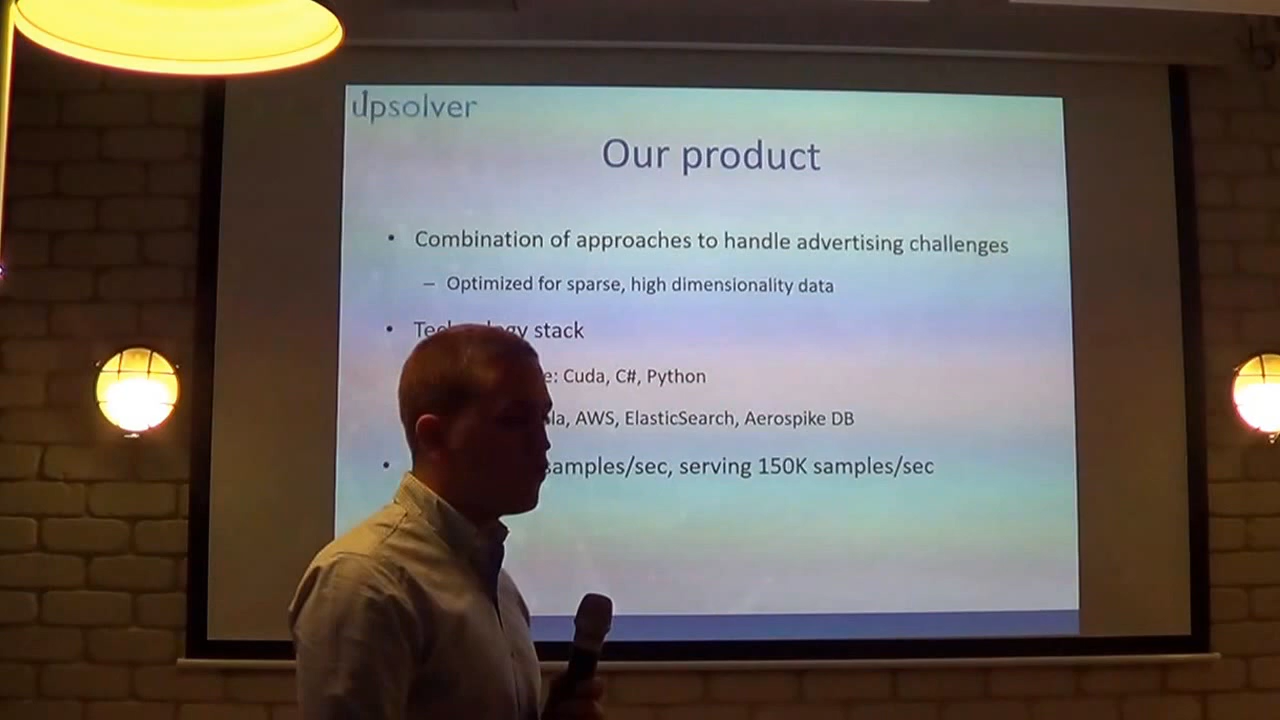 upsolver
Our product
• Combination of approaches to handle advertising challenges
– Optimized for sparse, high dimensionality data
• Technology stack
e: Cuda, C#, Python
la, AWS, ElasticSearch, Aerospike DB
• samples/sec, serving 150K samples/sec